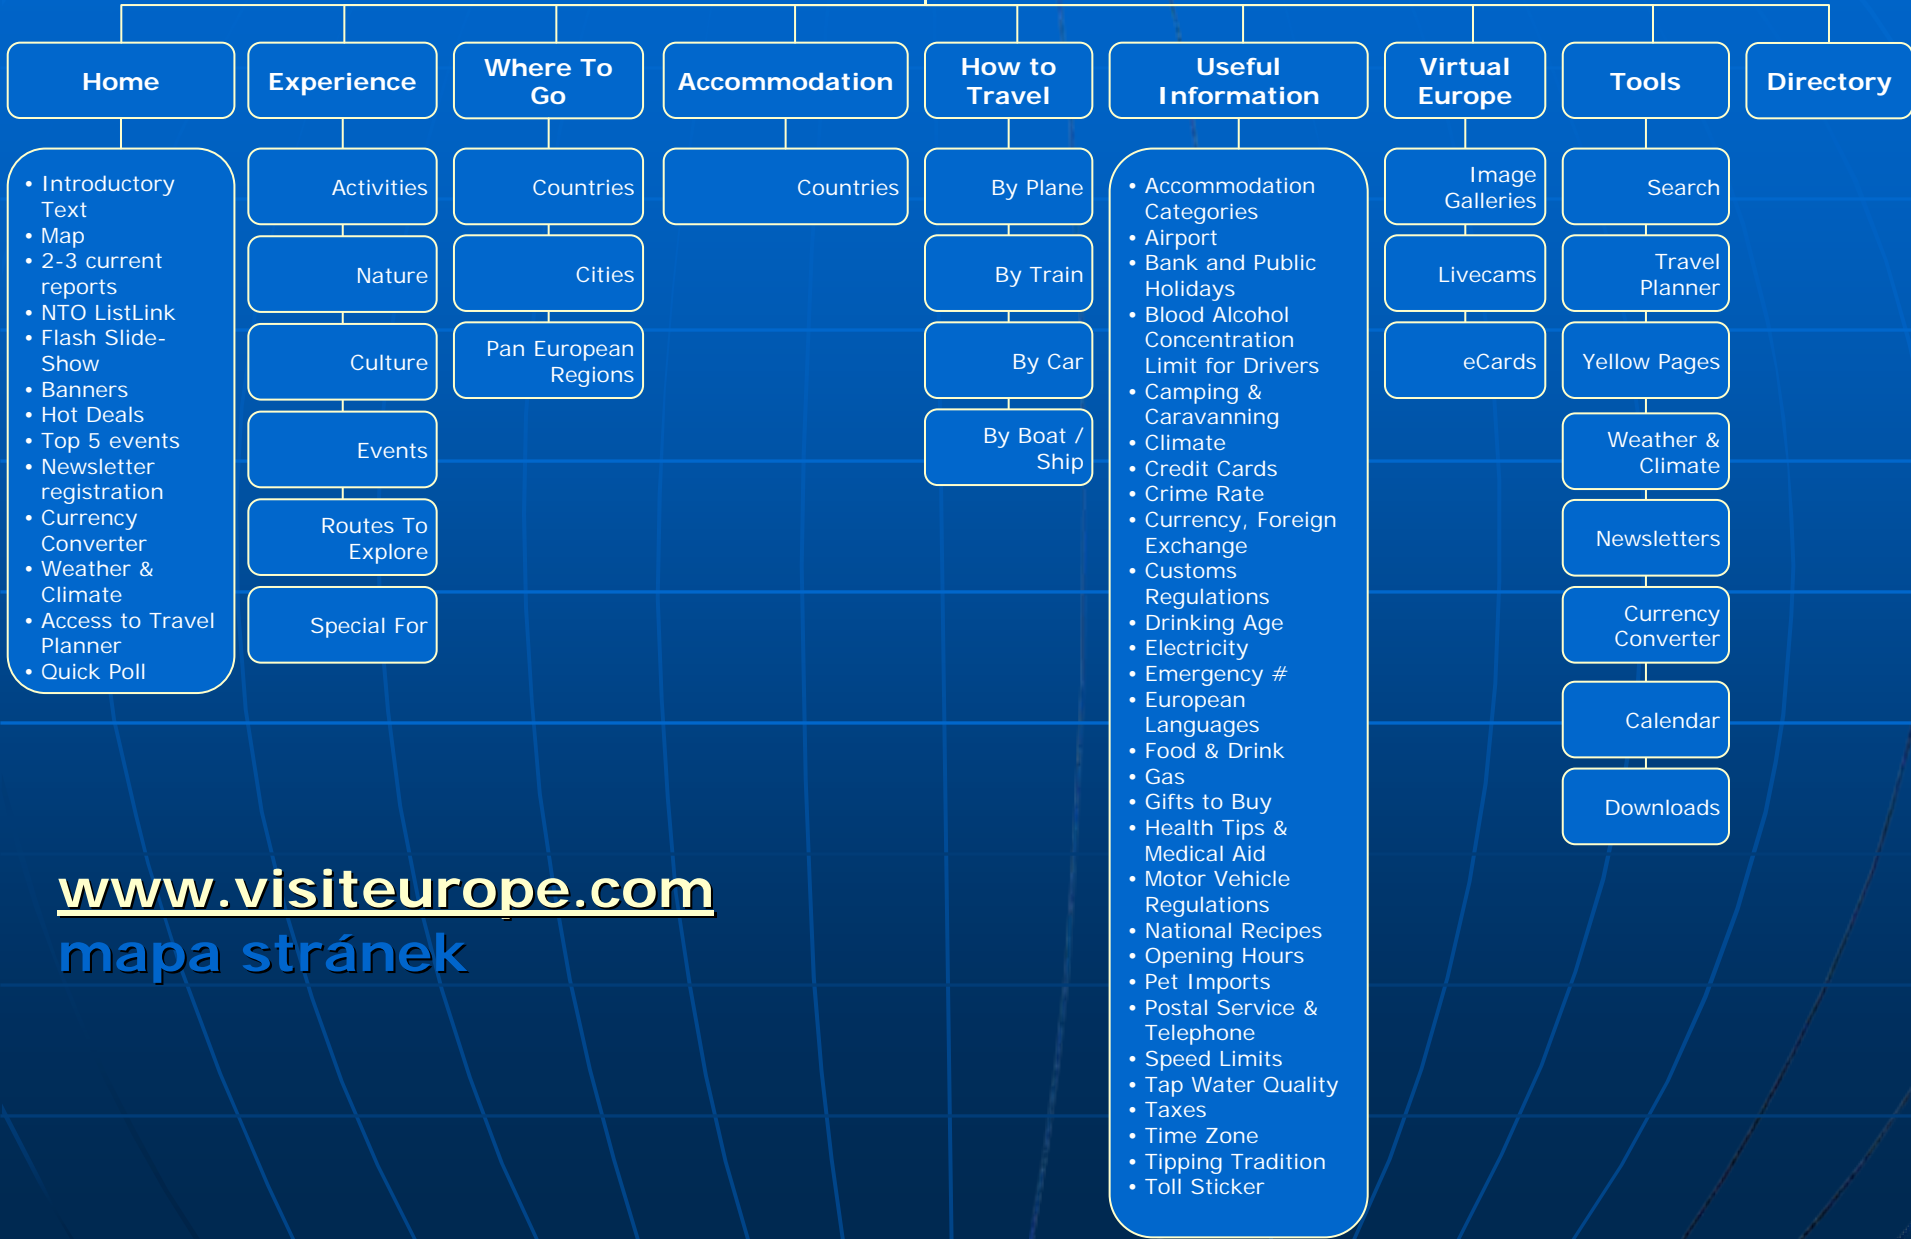 Home
Experience
Where To
Go
Accommodation
How to
Travel
Useful
Information
Virtual
Europe
Tools
Directory
• Introductory
Text
• Map
• 2-3 current
reports
• NTO ListLink
• Flash Slide-
Show
• Banners
• Hot Deals
• Top 5 events
• Newsletter
registration
• Currency
Converter
• Weather &
Climate
• Access to Travel
Planner
• Quick Poll
Activities
Nature
Culture
Events
Routes To
Explore
Special For
Countries
Cities
Pan European
Regions
Countries
By Plane
By Train
By Car
By Boat /
Ship
• Accommodation
Categories
• Airport
• Bank and Public
Holidays
• Blood Alcohol
Concentration
Limit for Drivers
• Camping &
Caravanning
• Climate
• Credit Cards
• Crime Rate
• Currency, Foreign
Exchange
• Customs
Regulations
• Drinking Age
• Electricity
• Emergency #
• European
Languages
• Food & Drink
• Gas
• Gifts to Buy
• Health Tips &
Medical Aid
• Motor Vehicle
Regulations
• National Recipes
• Opening Hours
• Pet Imports
• Postal Service &
Telephone
• Speed Limits
• Tap Water Quality
• Taxes
• Time Zone
• Tipping Tradition
• Toll Sticker
Image
Galleries
Livecams
eCards
Search
Travel
Planner
Yellow Pages
Weather &
Climate
Newsletters
Currency
Converter
Calendar
Downloads
www.visiteurope.com
mapa stránek